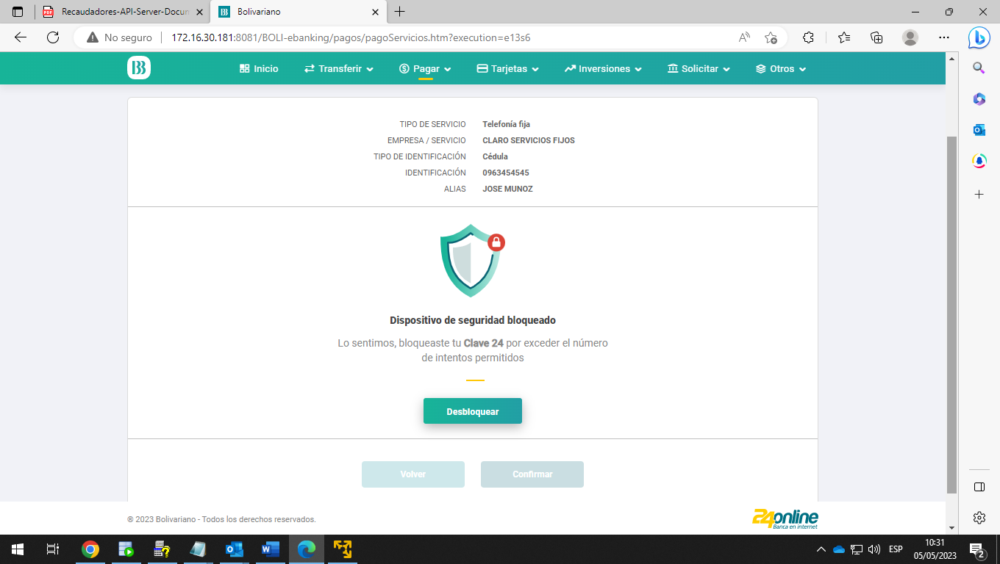 Recaudadores-API-Server-Docun
Bolivariano
No seguro
172.16.30.181:8081/BOLI-ebanking/pagos/pagoServicios.htm?execution=e13s6
Inicio
Transferir
Pagar
Tarjetas
Inversiones
Solicitar
Otros
TIPO DE SERVICIO Telefonía fija
EMPRESA / SERVICIO CLARO SERVICIOS FIJOS
TIPO DE IDENTIFICACIÓN Cédula
IDENTIFICACIÓN 0963454545
ALIAS JOSE MUNOZ
Dispositivo de seguridad bloqueado
Lo sentimos, bloqueaste tu Clave 24 por exceder el número
de intentos permitidos
Desbloquear
Volver
Confirmar
© 2023 Bolivariano - Todos los derechos reservados.
24online
Banca en internet
ESP
10:31
05/05/2023
2